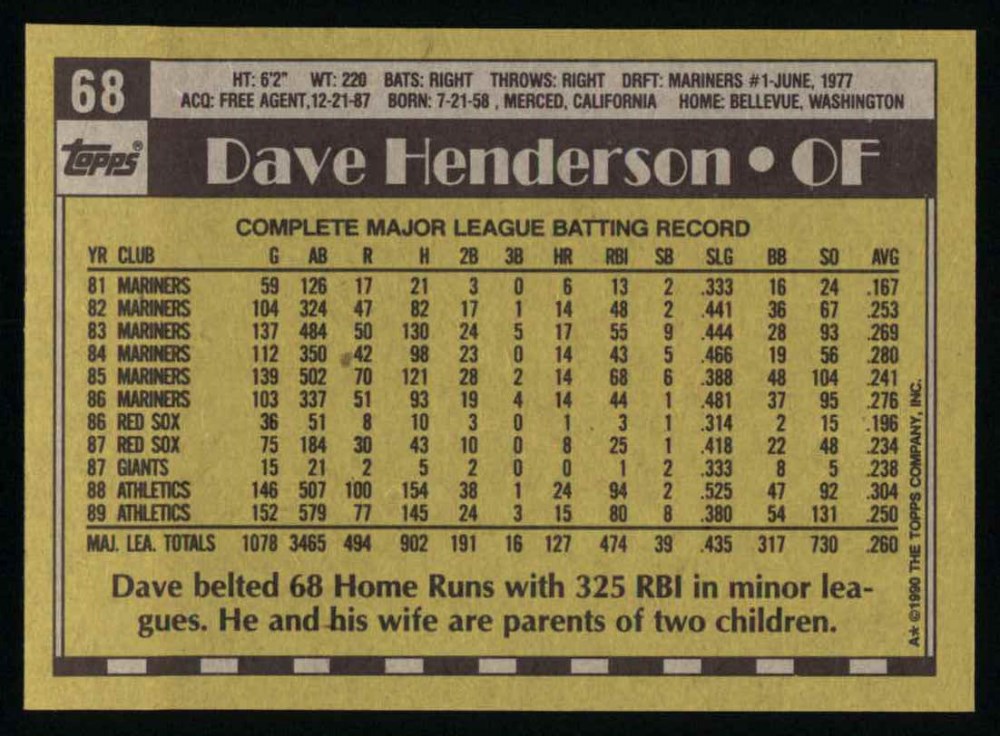 68
HT: 6'2" WT: 220 BATS: RIGHT THROWS: RIGHT DRFT: MARINERS #1-JUNE, 1977
ACQ: FREE AGENT,12-21-87 BORN: 7-21-58 , MERCED, CALIFORNIA HOME: BELLEVUE, WASHINGTON
Topps®
Dave Henderson • OF
COMPLETE MAJOR LEAGUE BATTING RECORD
YR CLUB G AB R H 2B 3B HR RBI SB SLG BB SO AVG
81 MARINERS 59 126 17 21 3 0 6 13 2 .333 16 24 .167
82 MARINERS 104 324 47 82 17 1 14 48 2 .441 36 67 .253
83 MARINERS 137 484 50 130 24 5 17 55 9 .444 28 93 .269
84 MARINERS 112 350 42 98 23 0 14 43 5 .466 19 56 .280
85 MARINERS 139 502 70 121 28 2 14 68 6 .388 48 104 .241
86 MARINERS 103 337 51 93 19 4 14 44 1 .481 37 95 .276
86 RED SOX 36 51 8 10 3 0 1 3 1 .314 2 15 .196
87 RED SOX 75 184 30 43 10 0 8 25 1 .418 22 48 .234
87 GIANTS 15 21 2 5 2 0 0 1 2 .333 8 5 .238
88 ATHLETICS 146 507 100 154 38 1 24 94 2 .525 47 92 .304
89 ATHLETICS 152 579 77 145 24 3 15 80 8 .380 54 131 .250
MAJ. LEA. TOTALS 1078 3465 494 902 191 16 127 474 39 .435 317 730 .260
Dave belted 68 Home Runs with 325 RBI in minor lea-
gues. He and his wife are parents of two children.
A* ©1990 THE TOPPS COMPANY, INC.